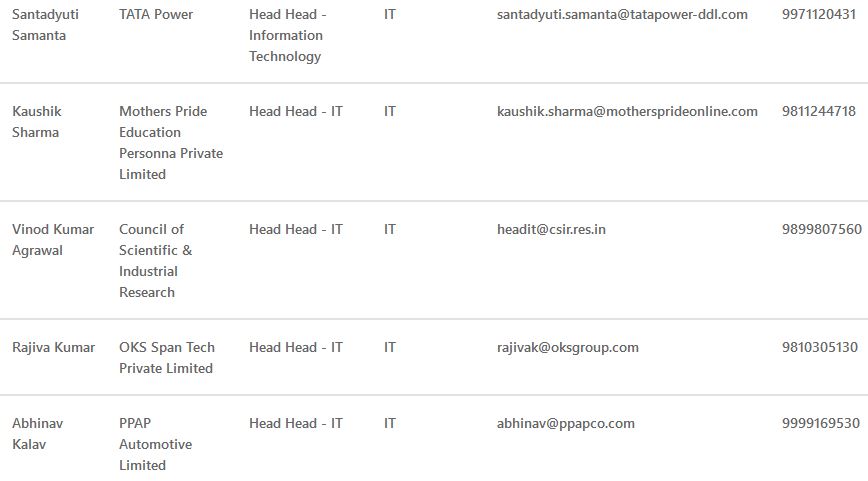 Santadyuti Samanta TATA Power Head Head - Information Technology IT santadyuti.samanta@tatapower-ddl.com 9971120431
Kaushik Sharma Mothers Pride Education Personna Private Limited Head Head - IT IT kaushik.sharma@mothersprideonline.com 9811244718
Vinod Kumar Agrawal Council of Scientific & Industrial Research Head Head - IT IT headit@csir.res.in 9899807560
Rajiva Kumar OKS Span Tech Private Limited Head Head - IT IT rajivak@oksgroup.com 9810305130
Abhinav Kalav PPAP Automotive Limited Head Head - IT IT abhinav@ppapco.com 9999169530